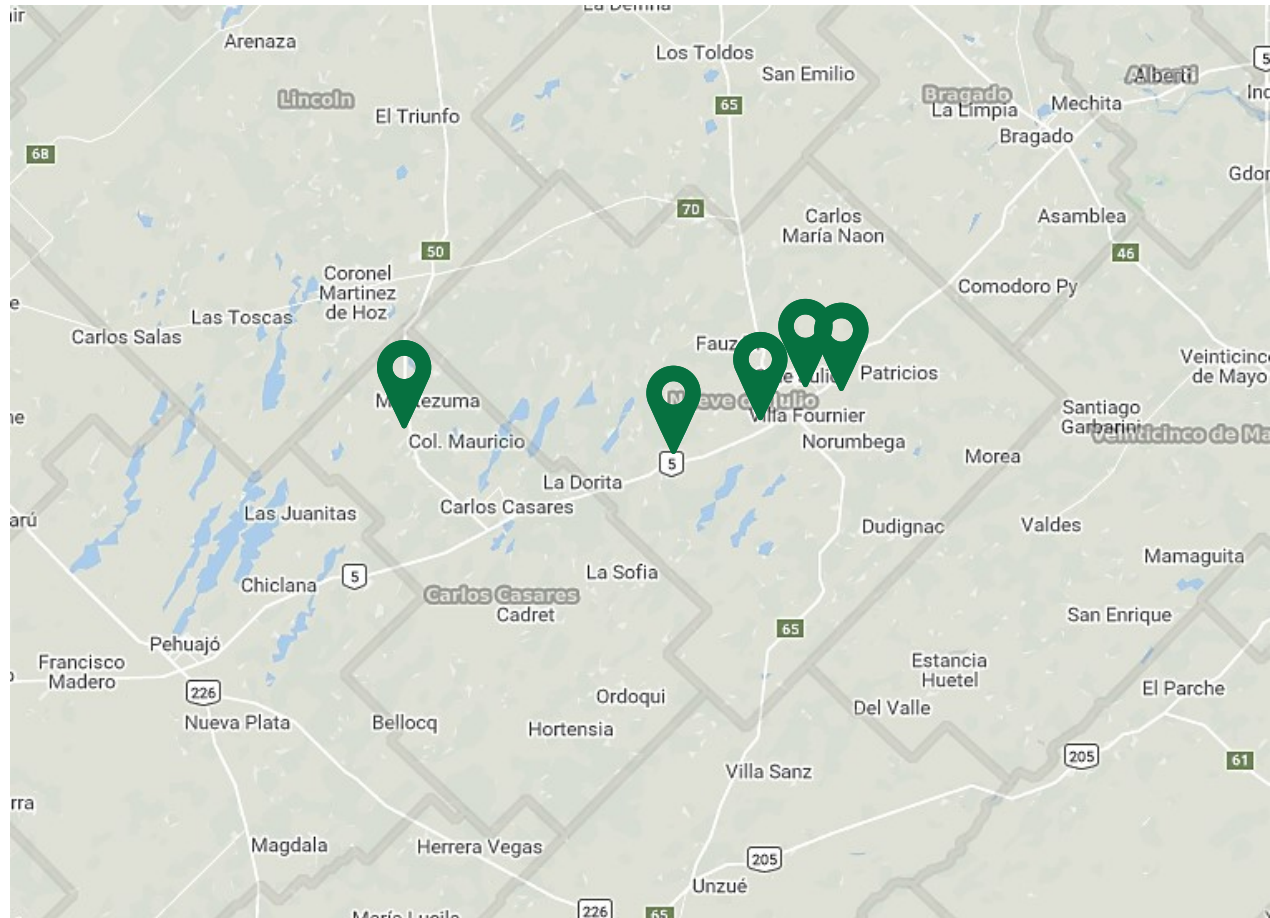 Arenaza
Los Toldos
San Emilio
5
Alberti
Lincoln
Bragado
La Limpia
Mechita
65
El Triunfo
Bragado
68
70
Carlos
María Naon
Asamblea
50
46
Coronel
Martinez
de Hoz
Comodoro Py
Las Toscas
Carlos Salas
Patricios
Veinticinco
de Mayo
Villa Fournier
Santiago
Garbarini
Col. Mauricio
Norumbega
Morea
5
La Dorita
Carlos Casares
Las Juanitas
Dudignac
Valdes
Mamaguita
La Sofia
5
Chiclana
Carlos Casares
Cadret
San Enrique
65
Pehuajó
Francisco
Madero
Estancia
Huetel
226
Ordoqui
El Parche
Del Valle
Nueva Plata
Bellocq
Hortensia
205
61
Villa Sanz
Magdala
Herrera Vegas
205
Unzué
226
65